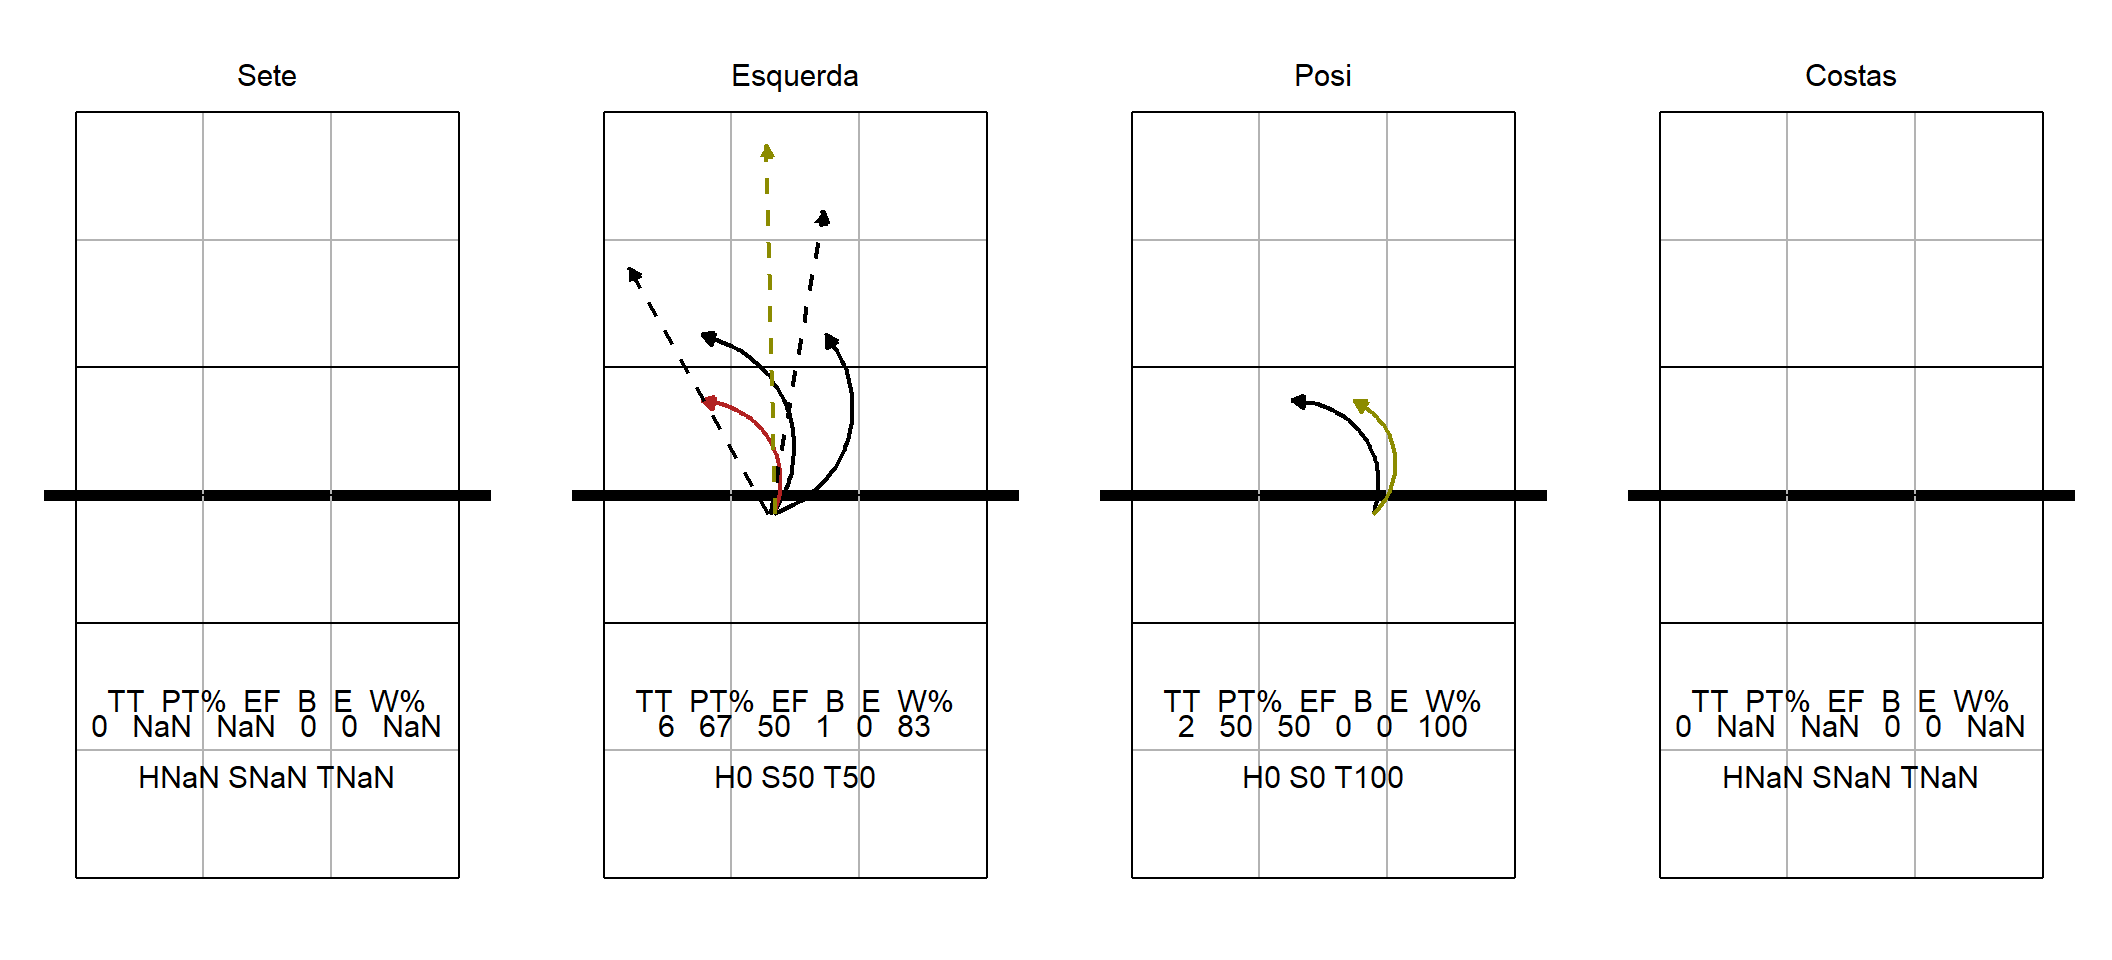 Sete
TT PT% EF B E W%
0 NaN NaN 0 0 NaN
HNaN SNaN TNaN
Esquerda
TT PT% EF B E W%
6 67 50 1 0 83
H0 S50 T50
Posi
TT PT% EF B E W%
2 50 50 0 0 100
H0 S0 T100
Costas
TT PT% EF B E W%
0 NaN NaN 0 0 NaN
HNaN SNaN TNaN